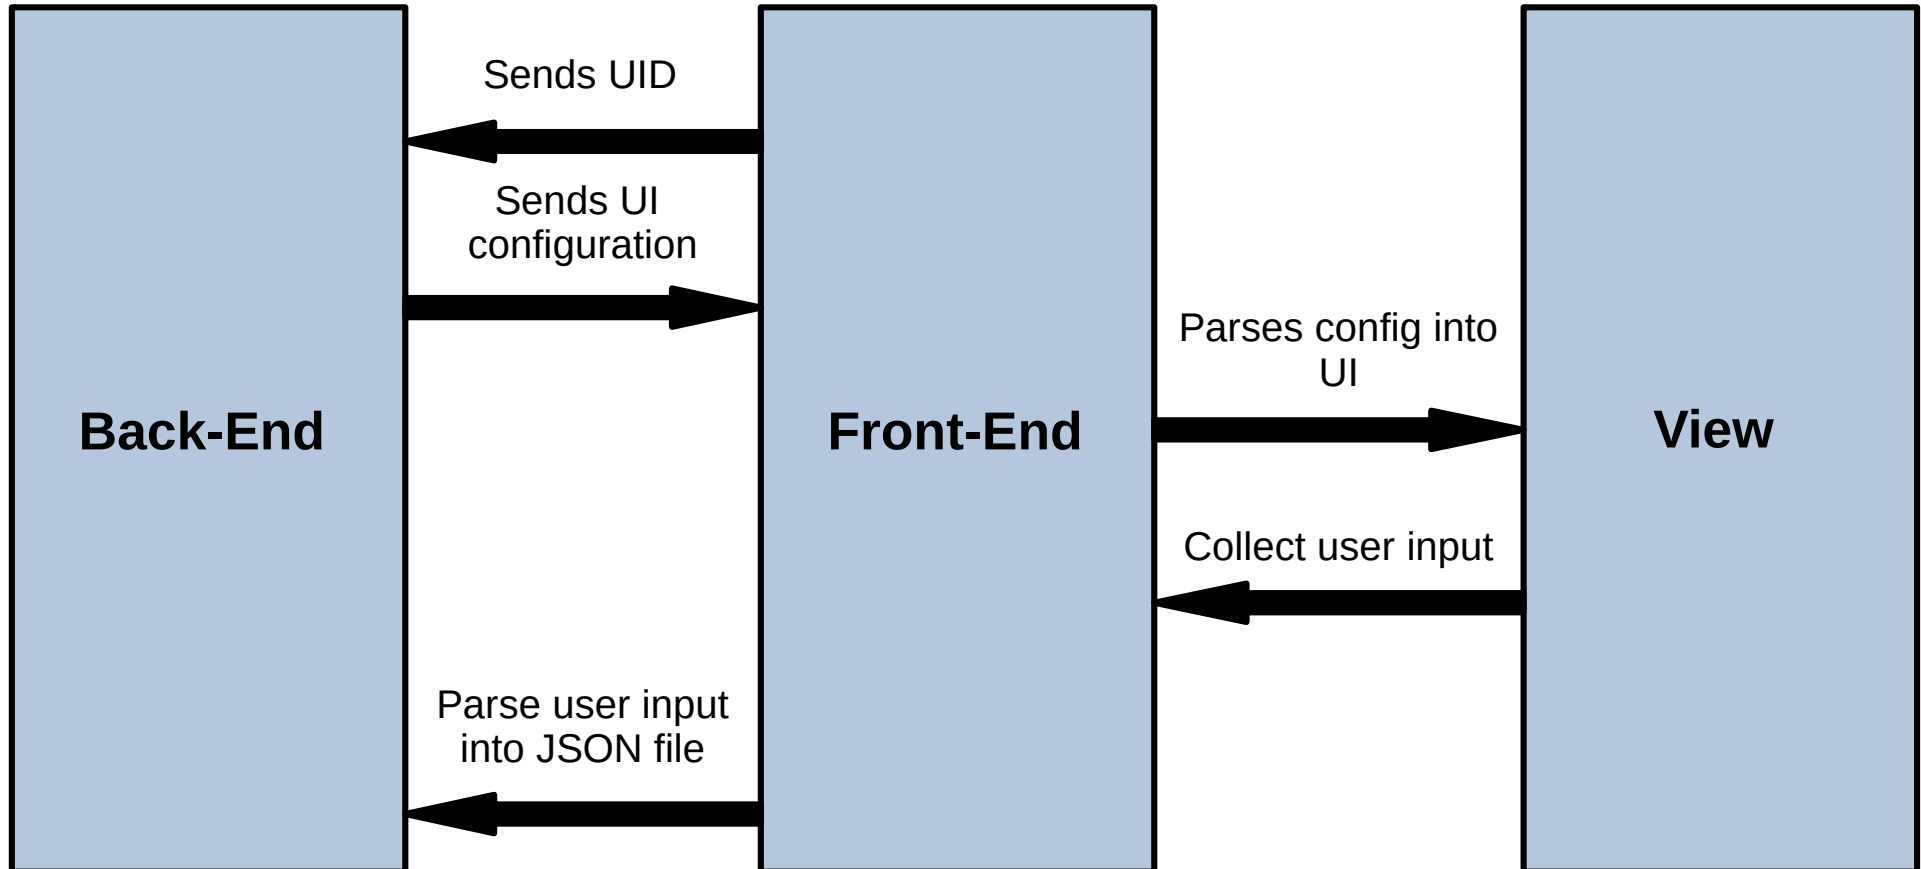 Sends UID
Sends UI
configuration
Parses config into
UI
Back-End
Front-End
View
Collect user input
Parse user input
into JSON file